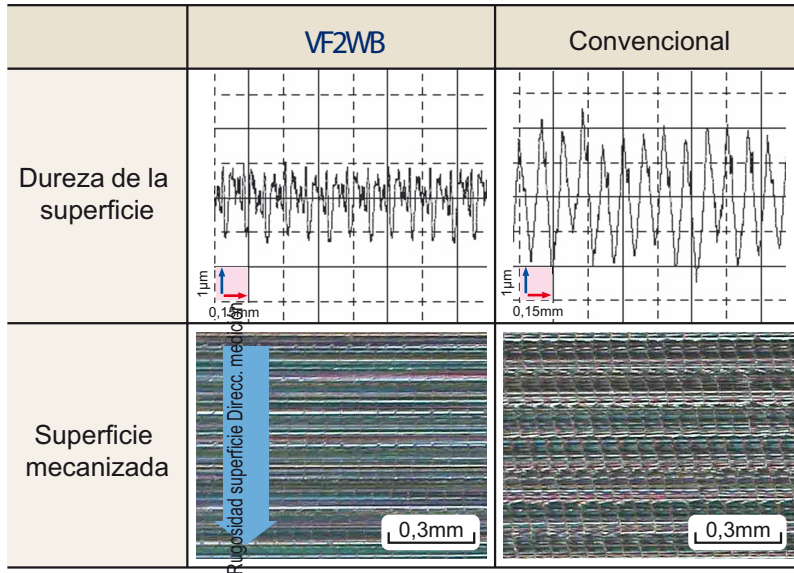 VF2WB
Convencional
Dureza de la
superficie
1µm
0,15mm
1µm
0,15mm
Superficie
mecanizada
Rugosidad superficie Direcc. medición
0,3mm
0,3mm